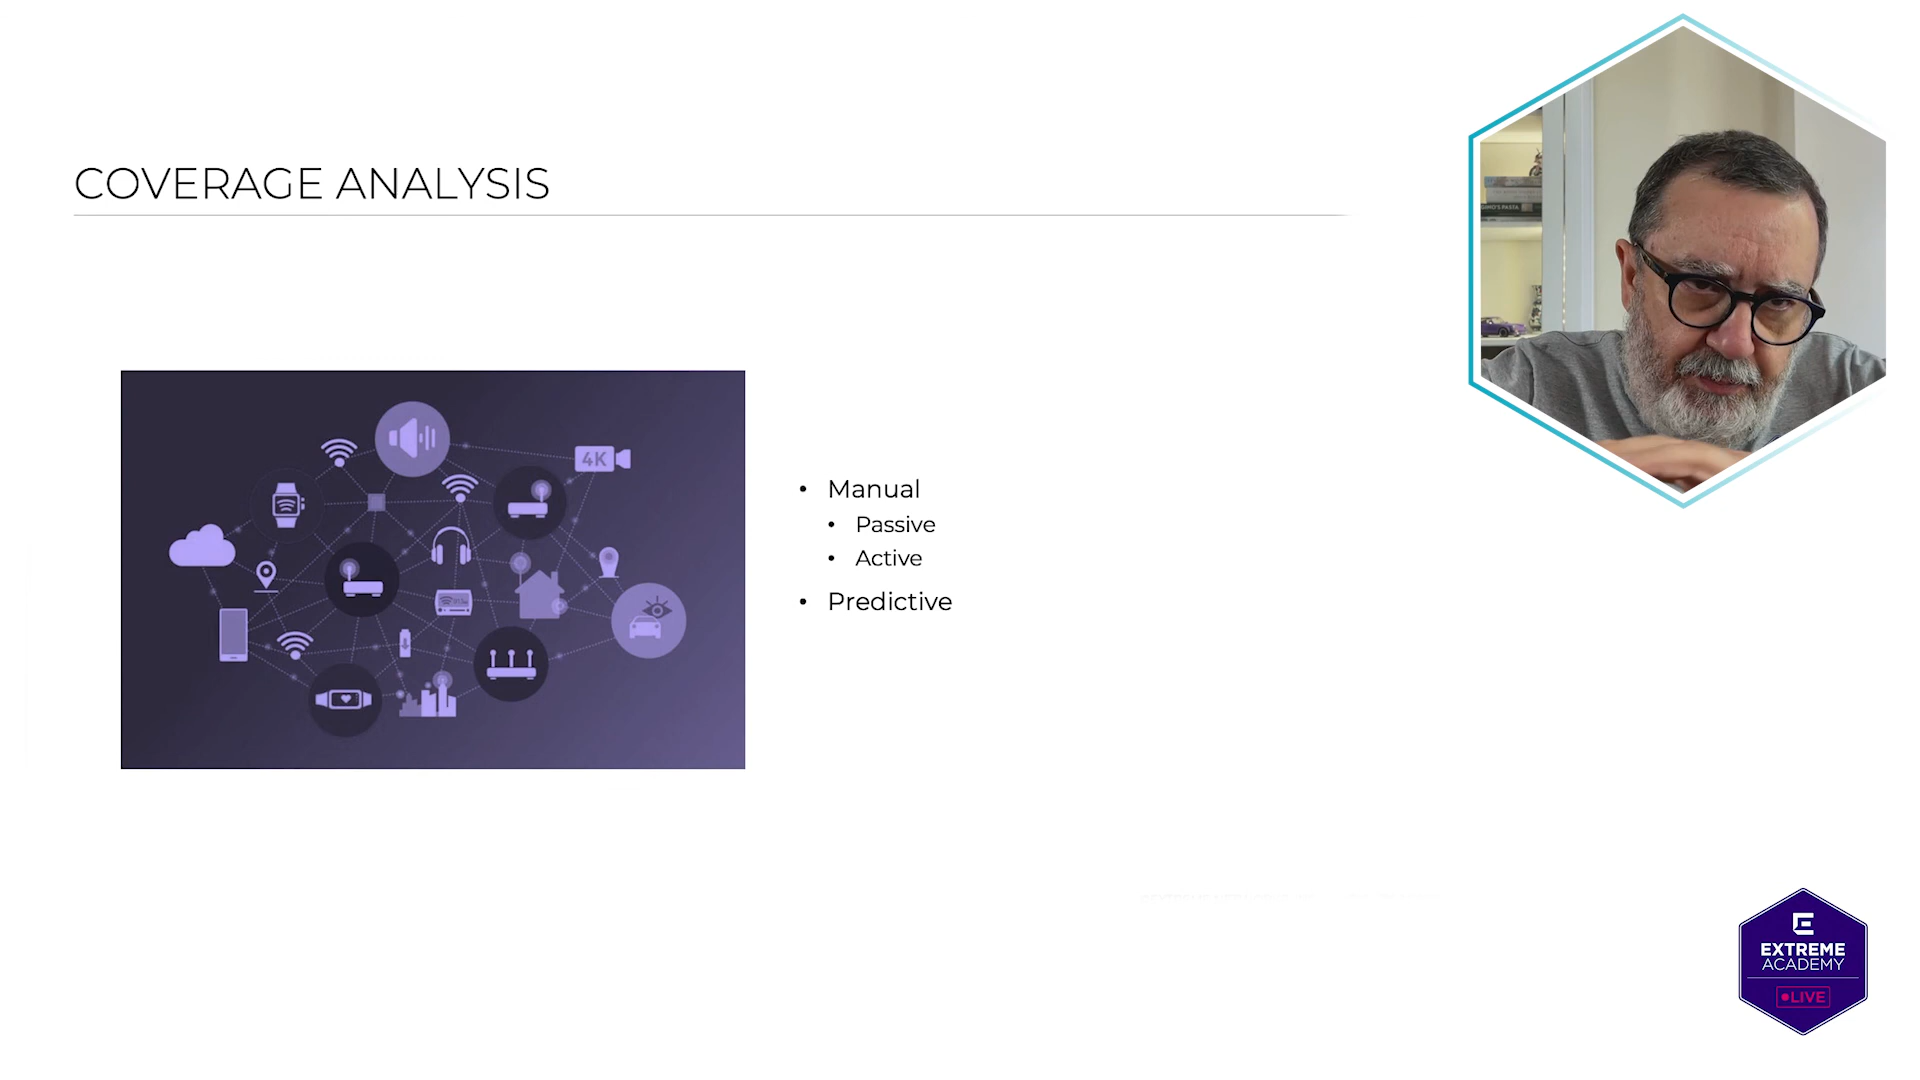 COVERAGE ANALYSIS
4K
• Manual
• Passive
• Active
• Predictive
EXTREME
ACADEMY
LIVE